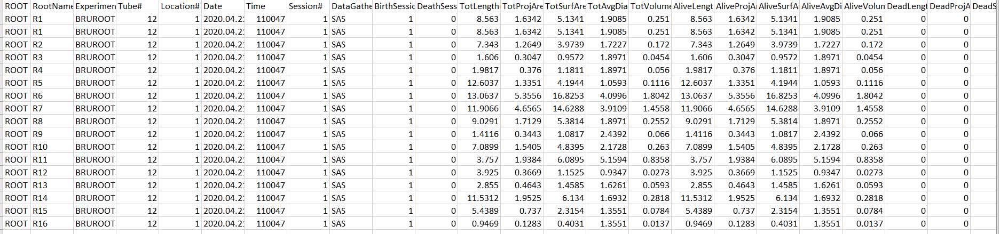 ROOT RootName Experimen Tube# Location# Date Time Session# DataGathe BirthSessic DeathSess TotLength( TotProjAre TotSurfAre TotAvgDia TotVolume AliveLengt AliveProjA AliveSurfA AliveAvgDi AliveVolun DeadLengt DeadProjA DeadS
ROOT R1 BRUROOT 12 1 2020.04.21 110047 1 SAS 1 0 8.563 1.6342 5.1341 1.9085 0.251 8.563 1.6342 5.1341 1.9085 0.251 0 0
ROOT R1 BRUROOT 12 1 2020.04.21 110047 1 SAS 1 0 8.563 1.6342 5.1341 1.9085 0.251 8.563 1.6342 5.1341 1.9085 0.251 0 0
ROOT R2 BRUROOT 12 1 2020.04.21 110047 1 SAS 1 0 7.343 1.2649 3.9739 1.7227 0.172 7.343 1.2649 3.9739 1.7227 0.172 0 0
ROOT R3 BRUROOT 12 1 2020.04.21 110047 1 SAS 1 0 1.606 0.3047 0.9572 1.8971 0.0454 1.606 0.3047 0.9572 1.8971 0.0454 0 0
ROOT R4 BRUROOT 12 1 2020.04.21 110047 1 SAS 1 0 1.9817 0.376 1.1811 1.8971 0.056 1.9817 0.376 1.1811 1.8971 0.056 0 0
ROOT R5 BRUROOT 12 1 2020.04.21 110047 1 SAS 1 0 12.6037 1.3351 4.1944 1.0593 0.1116 12.6037 1.3351 4.1944 1.0593 0.1116 0 0
ROOT R6 BRUROOT 12 1 2020.04.21 110047 1 SAS 1 0 13.0637 5.3556 16.8253 4.0996 1.8042 13.0637 5.3556 16.8253 4.0996 1.8042 0 0
ROOT R7 BRUROOT 12 1 2020.04.21 110047 1 SAS 1 0 11.9066 4.6565 14.6288 3.9109 1.4558 11.9066 4.6565 14.6288 3.9109 1.4558 0 0
ROOT R8 BRUROOT 12 1 2020.04.21 110047 1 SAS 1 0 9.0291 1.7129 5.3814 1.8971 0.2552 9.0291 1.7129 5.3814 1.8971 0.2552 0 0
ROOT R9 BRUROOT 12 1 2020.04.21 110047 1 SAS 1 0 1.4116 0.3443 1.0817 2.4392 0.066 1.4116 0.3443 1.0817 2.4392 0.066 0 0
ROOT R10 BRUROOT 12 1 2020.04.21 110047 1 SAS 1 0 7.0899 1.5405 4.8395 2.1728 0.263 7.0899 1.5405 4.8395 2.1728 0.263 0 0
ROOT R11 BRUROOT 12 1 2020.04.21 110047 1 SAS 1 0 3.757 1.9384 6.0895 5.1594 0.8358 3.757 1.9384 6.0895 5.1594 0.8358 0 0
ROOT R12 BRUROOT 12 1 2020.04.21 110047 1 SAS 1 0 3.925 0.3669 1.1525 0.9347 0.0273 3.925 0.3669 1.1525 0.9347 0.0273 0 0
ROOT R13 BRUROOT 12 1 2020.04.21 110047 1 SAS 1 0 2.855 0.4643 1.4585 1.6261 0.0593 2.855 0.4643 1.4585 1.6261 0.0593 0 0
ROOT R14 BRUROOT 12 1 2020.04.21 110047 1 SAS 1 0 11.5312 1.9525 6.134 1.6932 0.2818 11.5312 1.9525 6.134 1.6932 0.2818 0 0
ROOT R15 BRUROOT 12 1 2020.04.21 110047 1 SAS 1 0 5.4389 0.737 2.3154 1.3551 0.0784 5.4389 0.737 2.3154 1.3551 0.0784 0 0
ROOT R16 BRUROOT 12 1 2020.04.21 110047 1 SAS 1 0 0.9469 0.1283 0.4031 1.3551 0.0137 0.9469 0.1283 0.4031 1.3551 0.0137 0 0